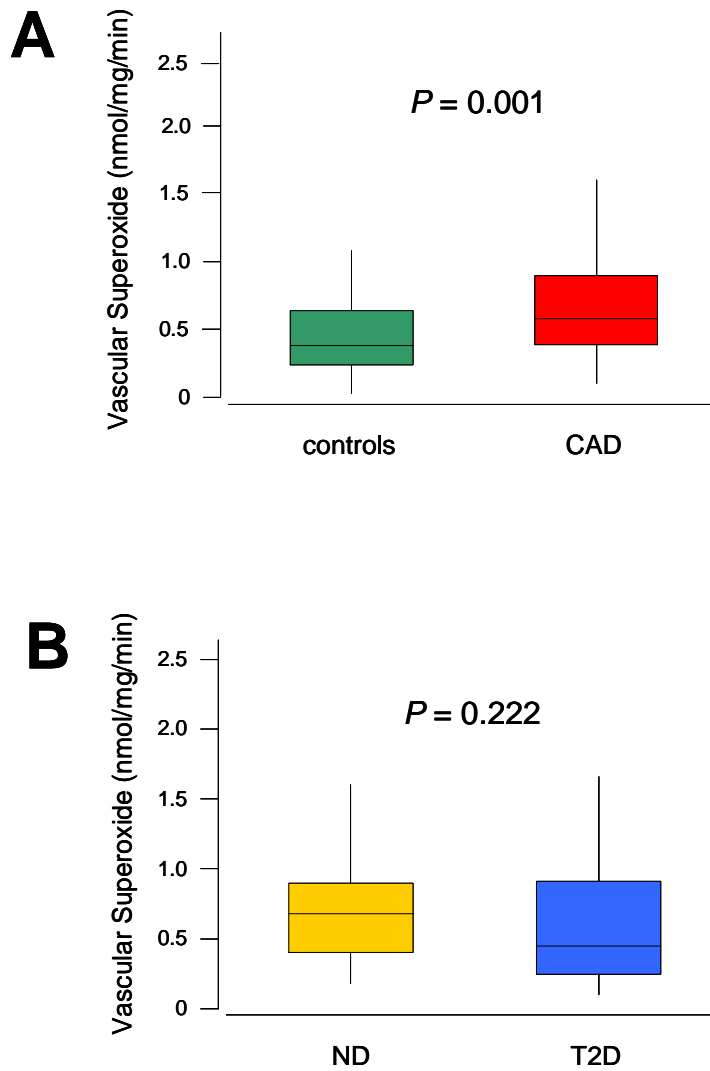 A
Vascular Superoxide (nmol/mg/min)
2.5
2.0
1.5
1.0
0.5
0
P = 0.001
controls
CAD
B
Vascular Superoxide (nmol/mg/min)
2.5
2.0
1.5
1.0
0.5
0
P = 0.222
ND
T2D